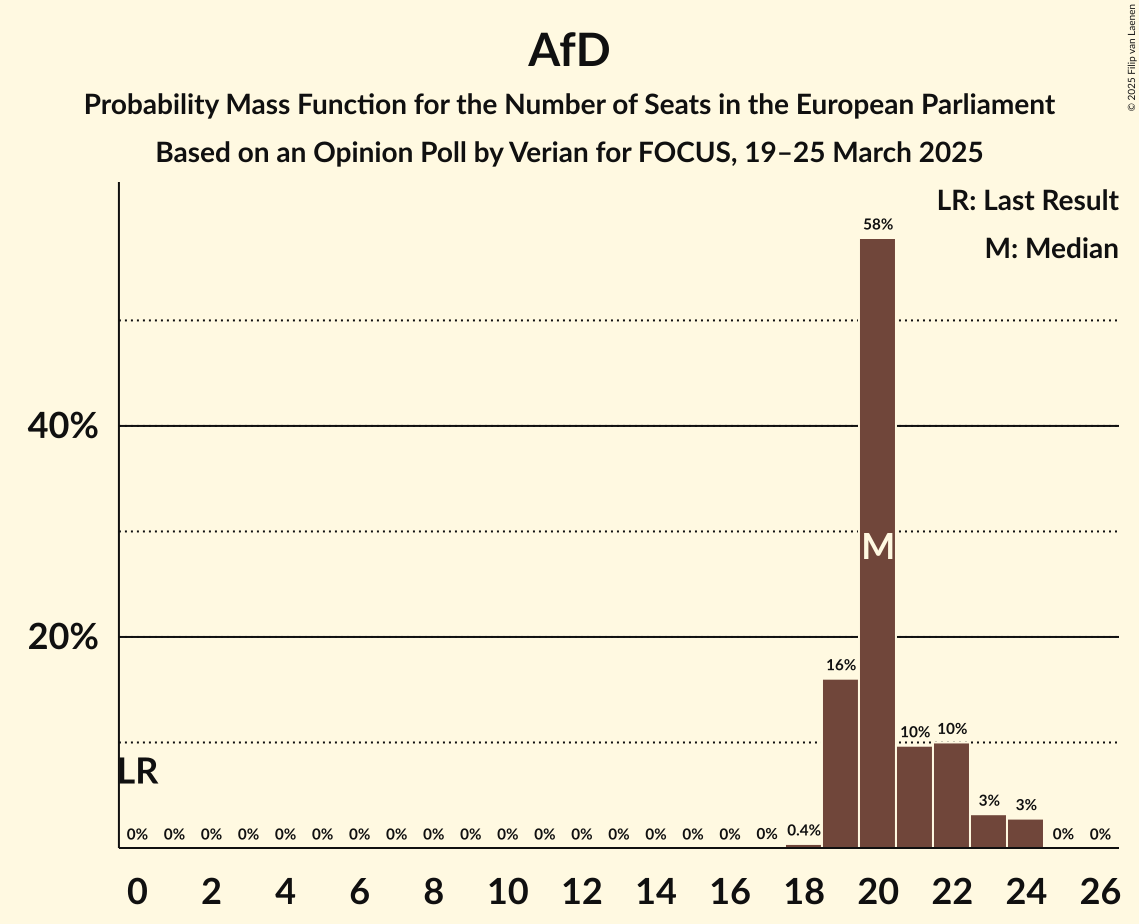 AfD
Probability Mass Function for the Number of Seats in the European Parliament
Based on an Opinion Poll by Verian for FOCUS, 19–25 March 2025
© 2025 Filip van Laenen
LR: Last Result
M: Median
58%
40%
M
20%
16%
10% 10%
LR
3% 3%
0% 0% 0% 0% 0% 0% 0% 0% 0% 0% 0% 0% 0% 0% 0% 0% 0% 0% 0.4% 0% 0%
0 2 4 6 8 10 12 14 16 18 20 22 24 26